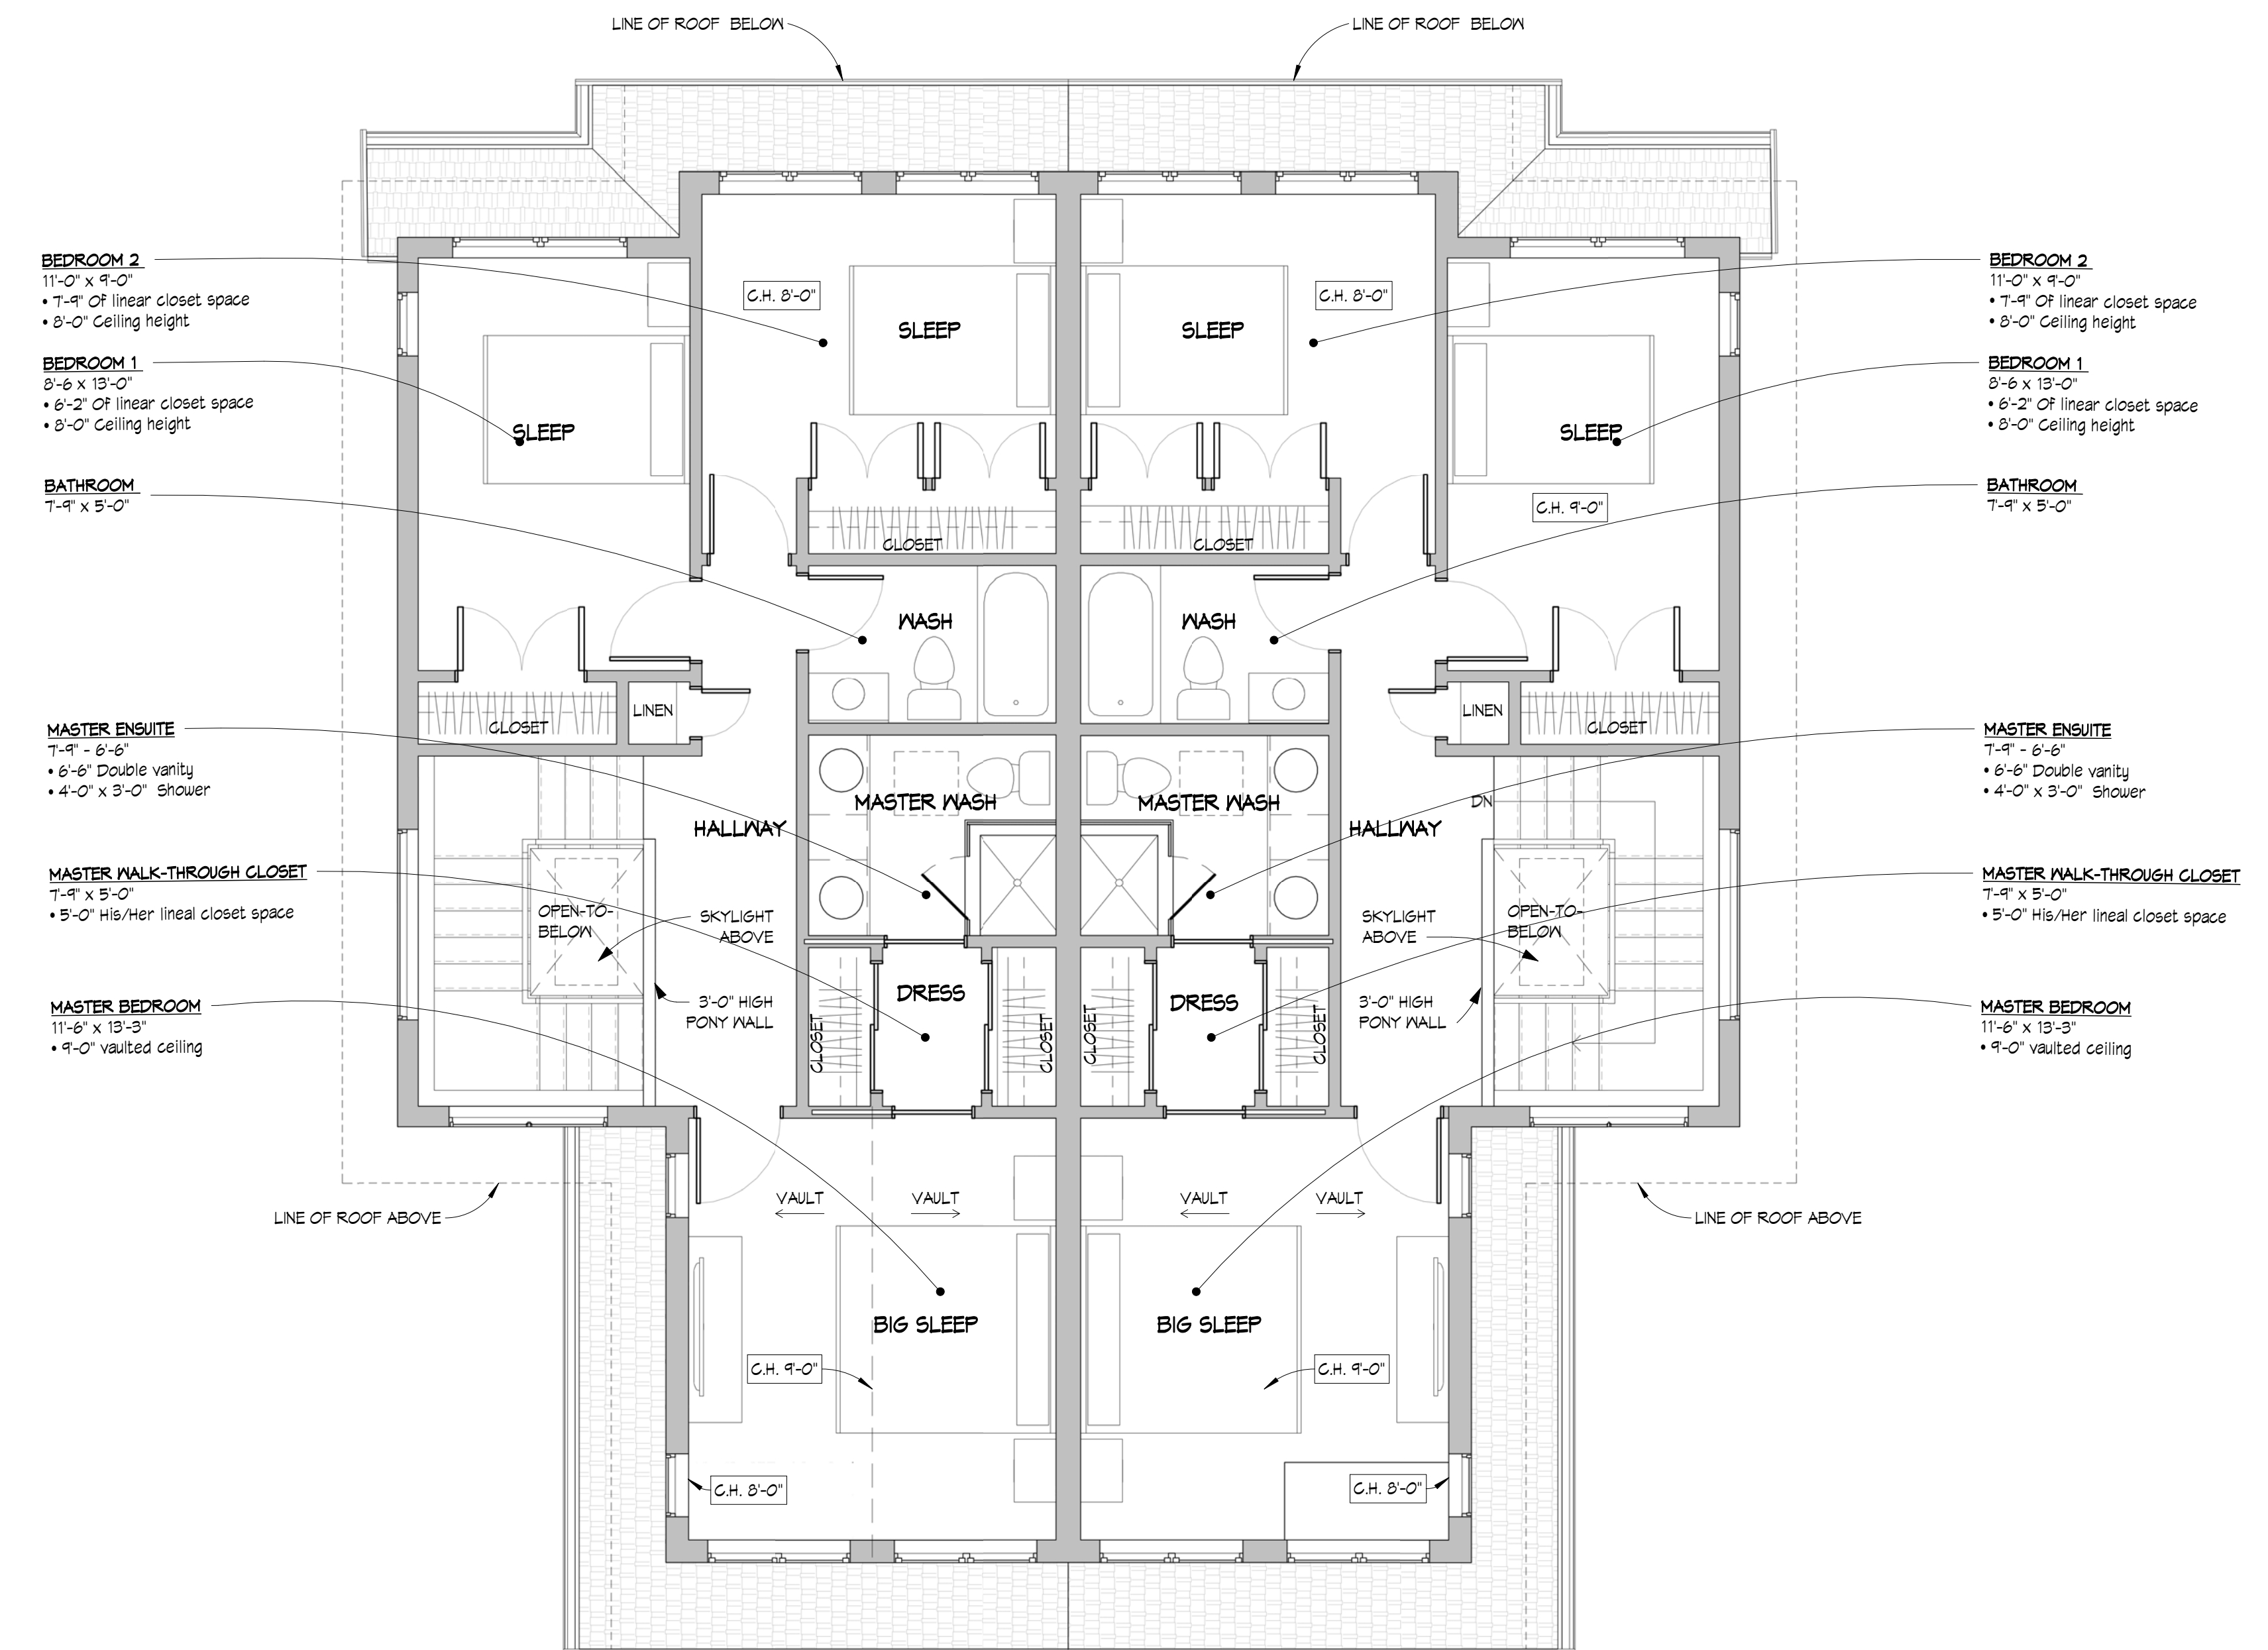 LINE OF ROOF BELOW
LINE OF ROOF BELOW
BEDROOM 2
11'-0" x 9'-0"
• 7'-9" Of linear closet space
• 8'-0" Ceiling height
BEDROOM 1
8'-6 x 13'-0"
• 6'-2" Of linear closet space
• 8'-0" Ceiling height
BATHROOM
7'-9" x 5'-0"
MASTER ENSUITE
7'-9" - 6'-6"
• 6'-6" Double vanity
• 4'-0" x 3'-0" Shower
MASTER WALK-THROUGH CLOSET
7'-9" x 5'-0"
• 5'-0" His/Her lineal closet space
MASTER BEDROOM
11'-6" x 13'-3"
• 9'-0" vaulted ceiling
C.H. 8'-0"
C.H. 8'-0"
SLEEP
SLEEP
SLEEP
SLEEP
C.H. 9'-0"
CLOSET
CLOSET
WASH
WASH
LINEN
LINEN
CLOSET
CLOSET
MASTER WASH
MASTER WASH
DN
HALLWAY
HALLWAY
OPEN-TO-
BELOW
SKYLIGHT
ABOVE
SKYLIGHT
ABOVE
OPEN-TO-
BELOW
3'-0" HIGH
PONY WALL
DRESS
DRESS
3'-0" HIGH
PONY WALL
CLOSET
CLOSET
CLOSET
CLOSET
VAULT
VAULT
VAULT
VAULT
LINE OF ROOF ABOVE
LINE OF ROOF ABOVE
BIG SLEEP
BIG SLEEP
C.H. 9'-0"
C.H. 9'-0"
C.H. 8'-0"
C.H. 8'-0"
BEDROOM 2
11'-0" x 9'-0"
• 7'-9" Of linear closet space
• 8'-0" Ceiling height
BEDROOM 1
8'-6 x 13'-0"
• 6'-2" Of linear closet space
• 8'-0" Ceiling height
BATHROOM
7'-9" x 5'-0"
MASTER ENSUITE
7'-9" - 6'-6"
• 6'-6" Double vanity
• 4'-0" x 3'-0" Shower
MASTER WALK-THROUGH CLOSET
7'-9" x 5'-0"
• 5'-0" His/Her lineal closet space
MASTER BEDROOM
11'-6" x 13'-3"
• 9'-0" vaulted ceiling